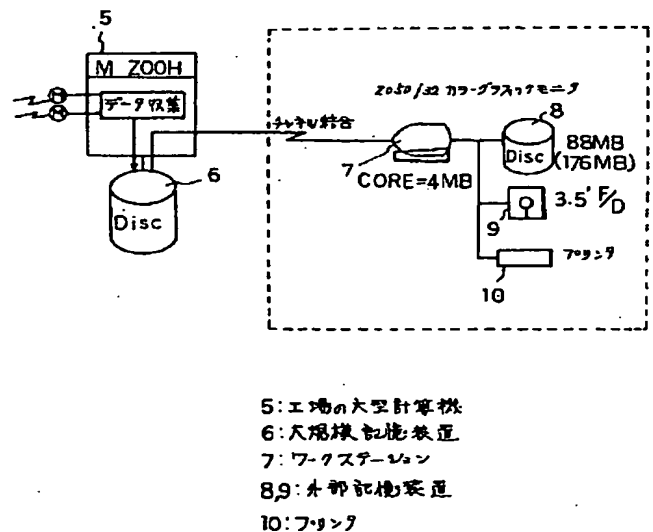 5
M 200H
データ収集
6
Disc
チャネル結合
2050/32 カラーグラフィックモニタ
7
CORE=4MB
8
Disc
88MB
(176MB)
9
3.5' F/D
プリンタ
10
5:工場の大型計算機
6:大規模記憶装置
7:ワークステーション
8,9:外部記憶装置
10:プリンタ